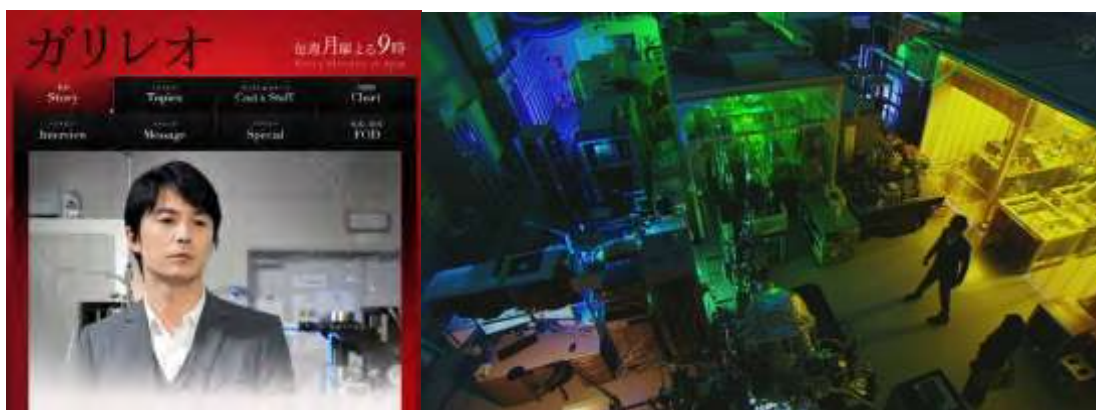 ガリレオ
毎週月曜よる9時
Story Topics Cast & Staff Chart
Interview Message Special FOD